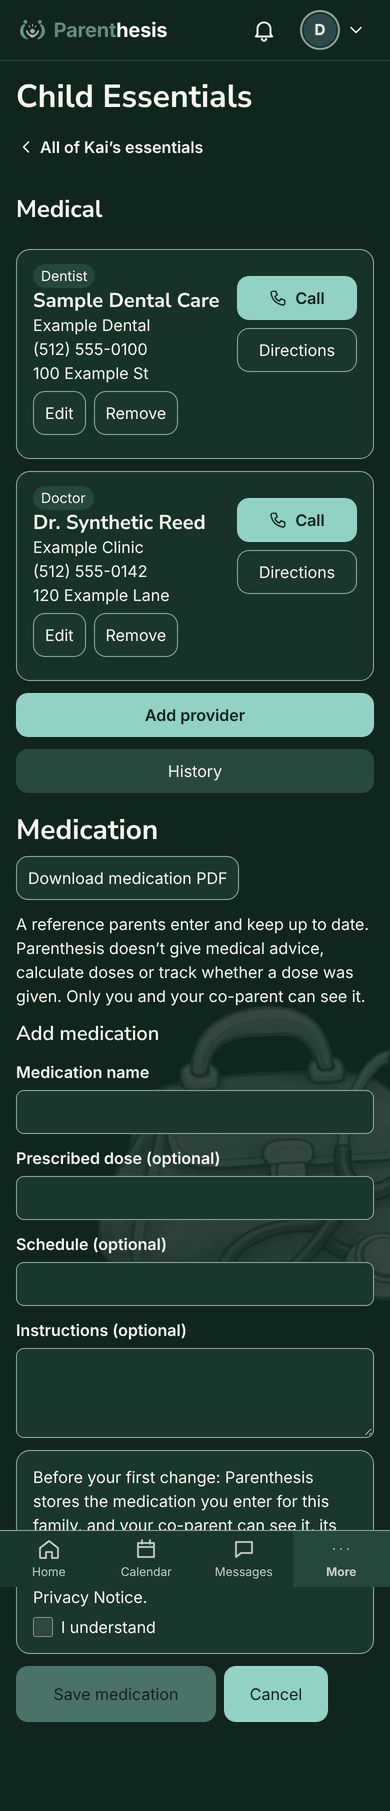 Parenthesis
D
Child Essentials
All of Kai’s essentials
Medical
Dentist
Sample Dental Care
Example Dental
(512) 555-0100
100 Example St
Call
Directions
Edit
Remove
Doctor
Dr. Synthetic Reed
Example Clinic
(512) 555-0142
120 Example Lane
Call
Directions
Edit
Remove
Add provider
History
Medication
Download medication PDF
A reference parents enter and keep up to date.
Parenthesis doesn’t give medical advice,
calculate doses or track whether a dose was
given. Only you and your co-parent can see it.
Add medication
Medication name
Prescribed dose (optional)
Schedule (optional)
Instructions (optional)
Before your first change: Parenthesis
stores the medication you enter for this
family, and your co-parent can see it, its
Home
Calendar
Messages
More
Privacy Notice.
I understand
Save medication
Cancel